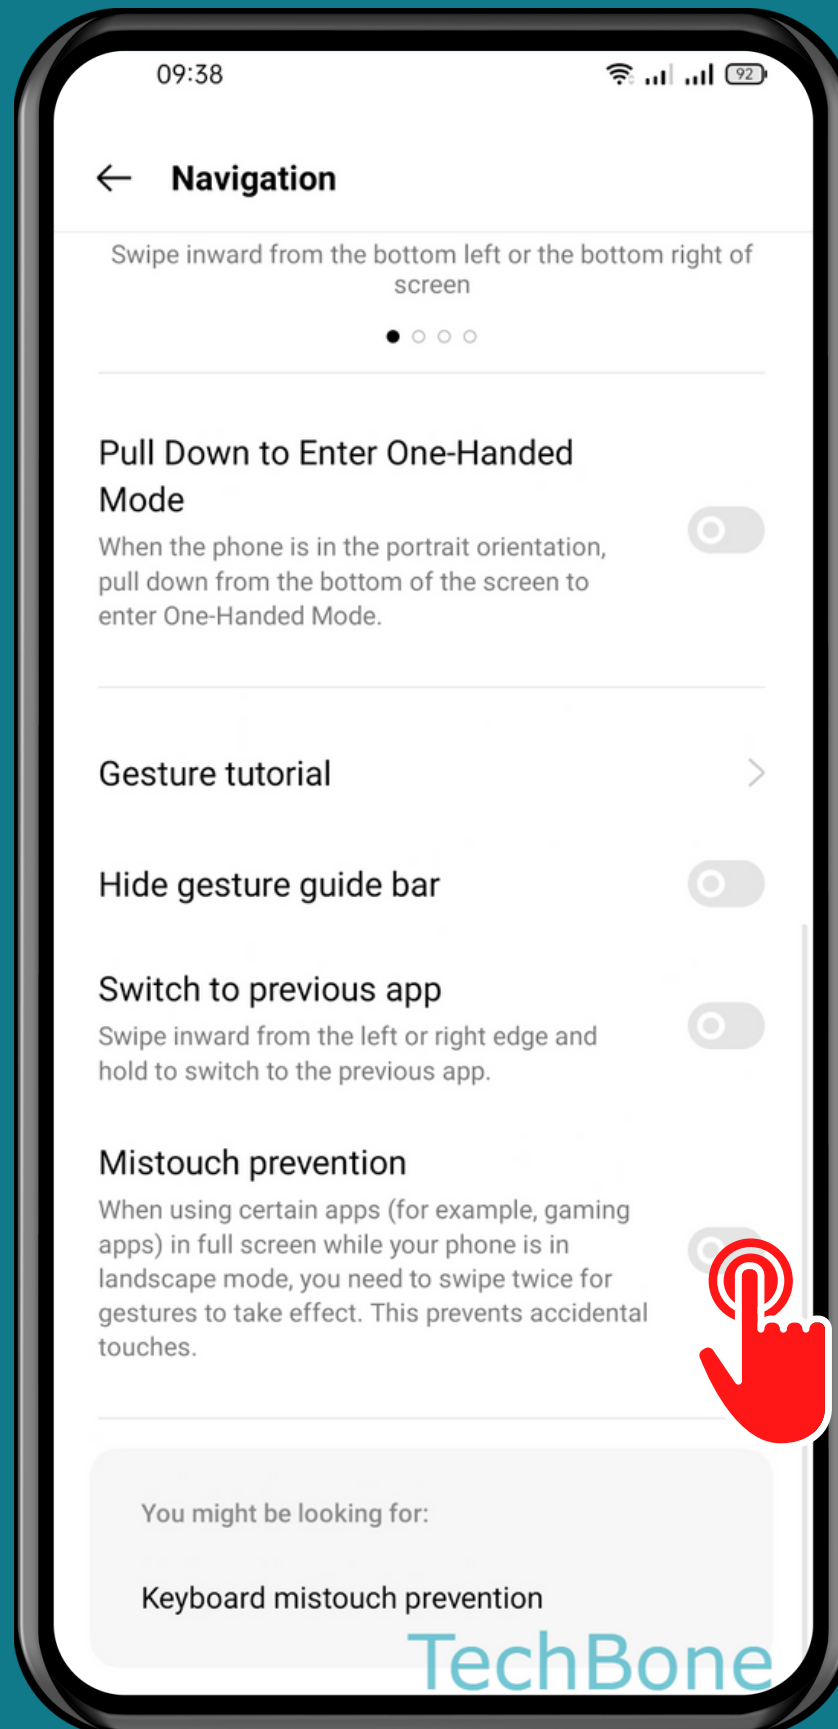 09:38
92
Navigation
Swipe inward from the bottom left or the bottom right of
screen
Pull Down to Enter One-Handed
Mode
When the phone is in the portrait orientation,
pull down from the bottom of the screen to
enter One-Handed Mode.
Gesture tutorial
Hide gesture guide bar
Switch to previous app
Swipe inward from the left or right edge and
hold to switch to the previous app.
Mistouch prevention
When using certain apps (for example, gaming
apps) in full screen while your phone is in
landscape mode, you need to swipe twice for
gestures to take effect. This prevents accidental
touches.
You might be looking for:
Keyboard mistouch prevention
TechBone